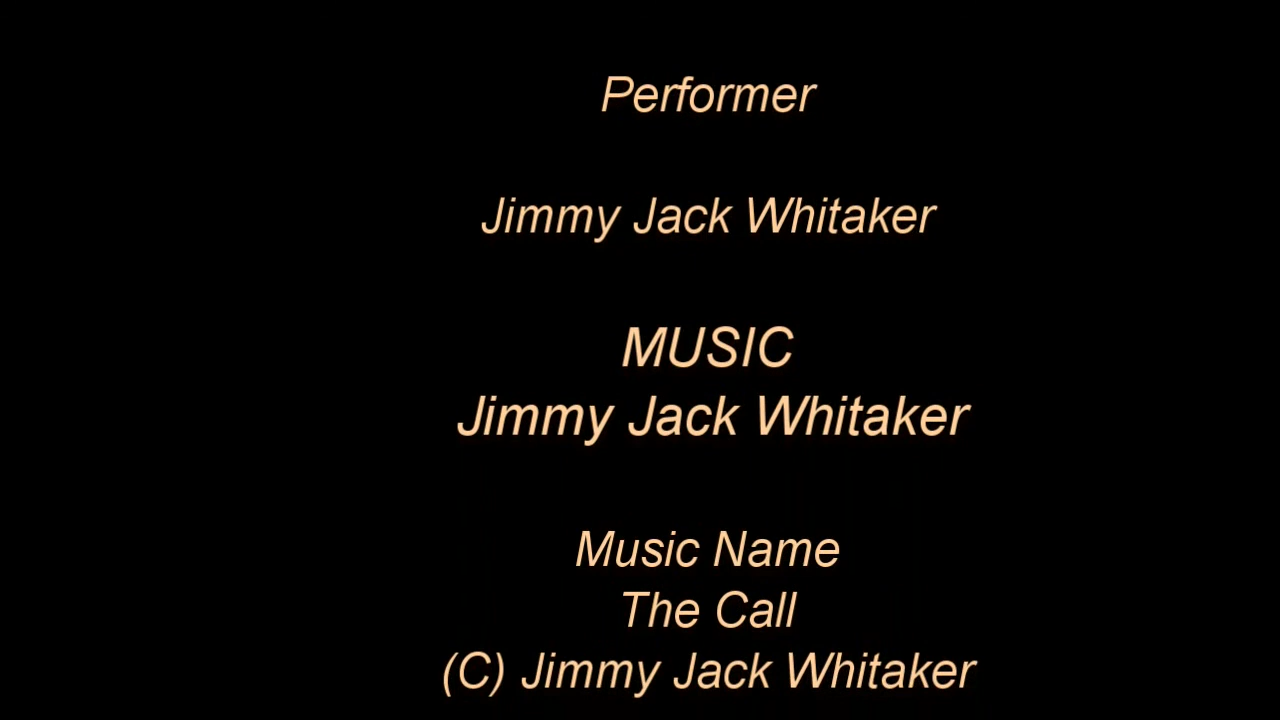 Performer
Jimmy Jack Whitaker
MUSIC
Jimmy Jack Whitaker
Music Name
The Call
(C) Jimmy Jack Whitaker